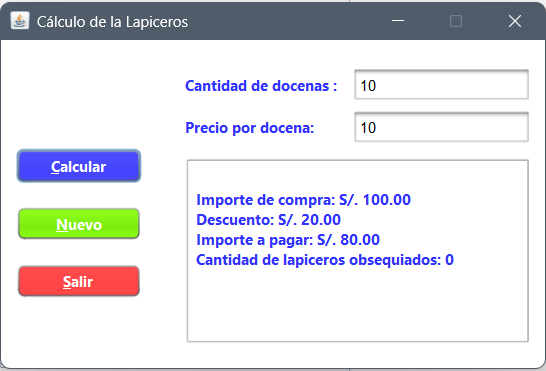 Cálculo de la Lapiceros
Cantidad de docenas : 10
Precio por docena: 10
Calcular
Nuevo
Salir
Importe de compra: S/. 100.00
Descuento: S/. 20.00
Importe a pagar: S/. 80.00
Cantidad de lapiceros obsequiados: 0